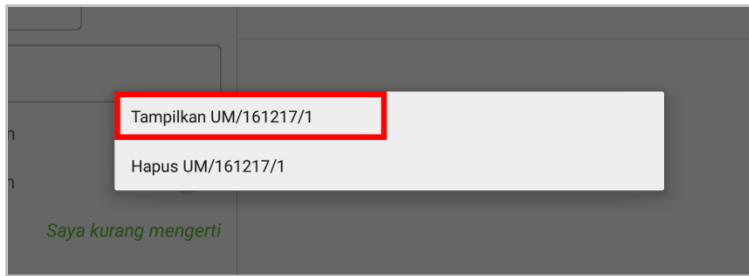 Tampilkan UM/161217/1
n
Hapus UM/161217/1
n
Saya kurang mengerti